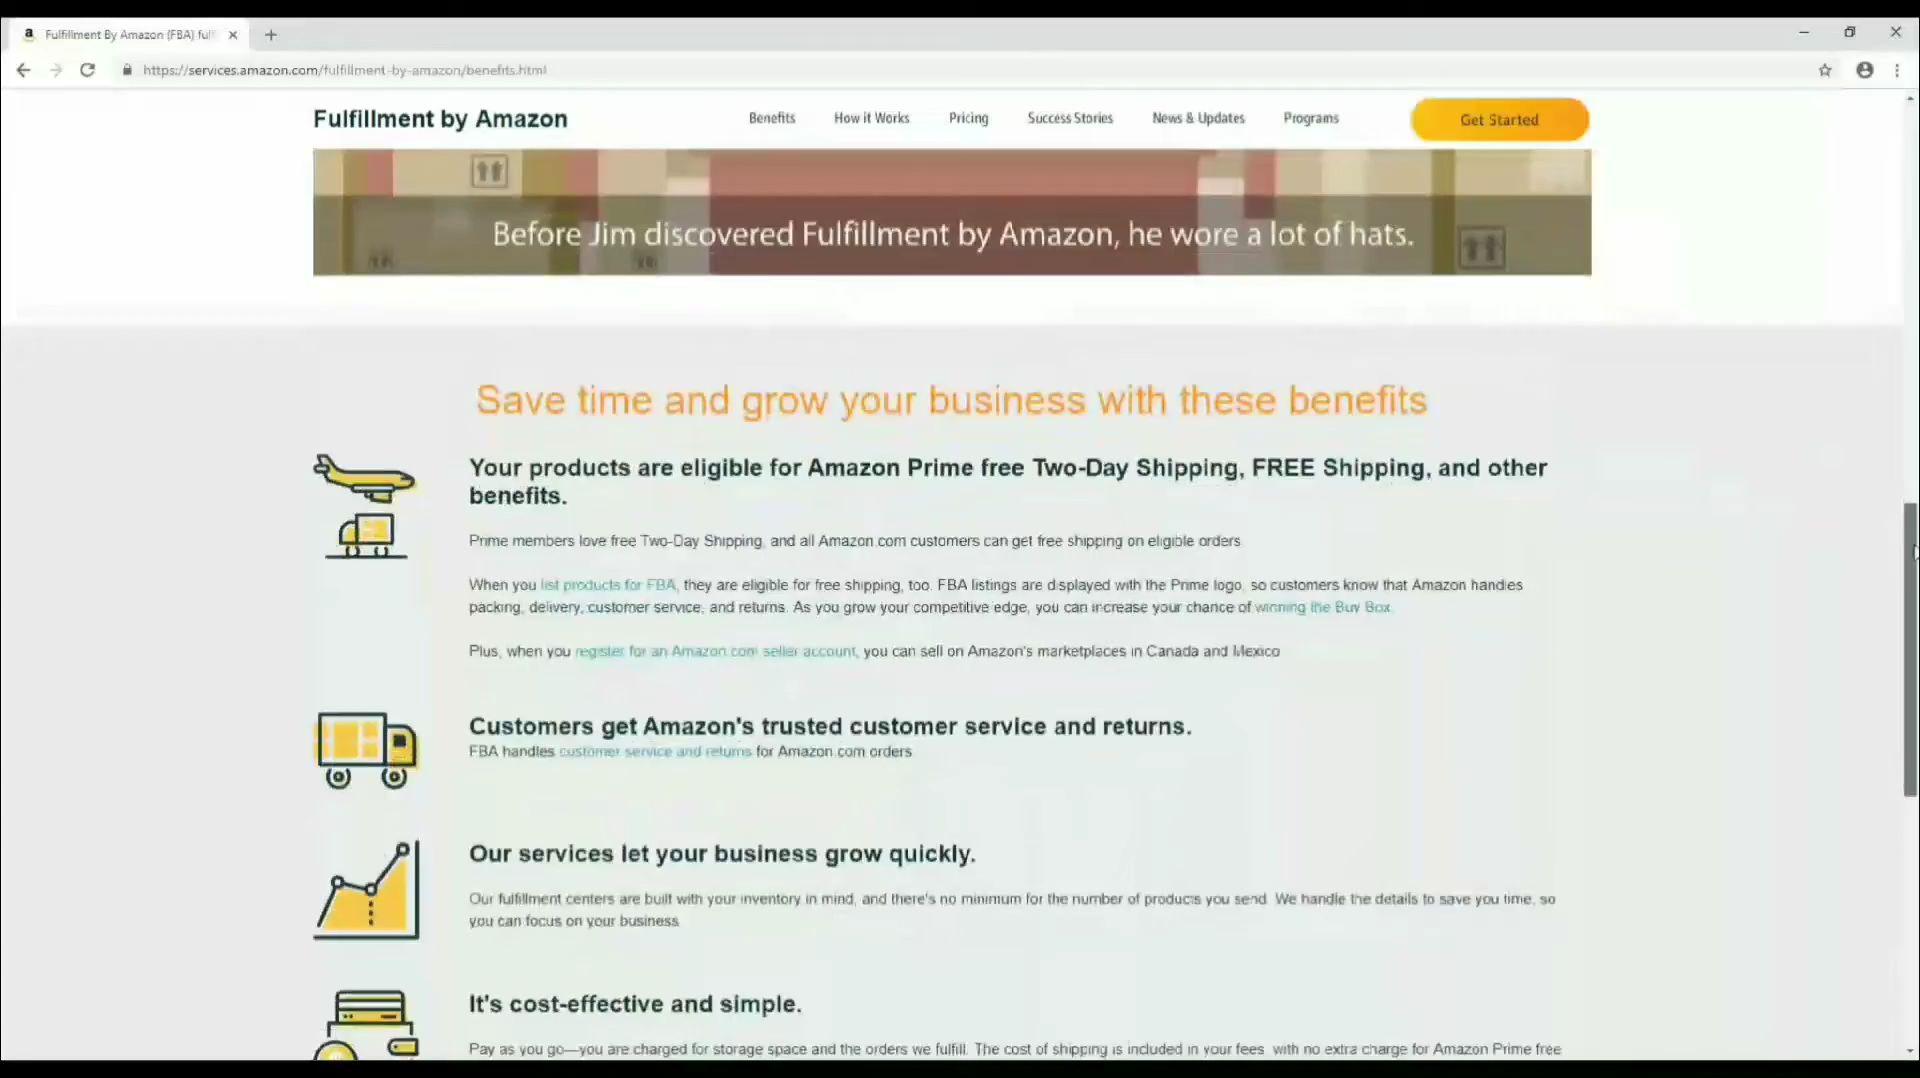 Fulfillment By Amazon (FBA) ful
https://services.amazon.com/fulfillment-by-amazon/benefits.html
Fulfillment by Amazon
Benefits
How it Works
Pricing
Success Stories
News & Updates
Programs
Get Started
Before Jim discovered Fulfillment by Amazon, he wore a lot of hats.
Save time and grow your business with these benefits
Your products are eligible for Amazon Prime free Two-Day Shipping, FREE Shipping, and other
benefits.
Prime members love free Two-Day Shipping, and all Amazon.com customers can get free shipping on eligible orders.
When you list products for FBA, they are eligible for free shipping, too. FBA listings are displayed with the Prime logo, so customers know that Amazon handles
packing, delivery, customer service, and returns. As you grow your competitive edge, you can increase your chance of winning the Buy Box.
Plus, when you register for an Amazon.com seller account, you can sell on Amazon's marketplaces in Canada and Mexico
Customers get Amazon's trusted customer service and returns.
FBA handles customer service and returns for Amazon.com orders
Our services let your business grow quickly.
Our fulfillment centers are built with your inventory in mind, and there's no minimum for the number of products you send. We handle the details to save you time, so
you can focus on your business
It's cost-effective and simple.
Pay as you go—you are charged for storage space and the orders we fulfill. The cost of shipping is included in your fees, with no extra charge for Amazon Prime free